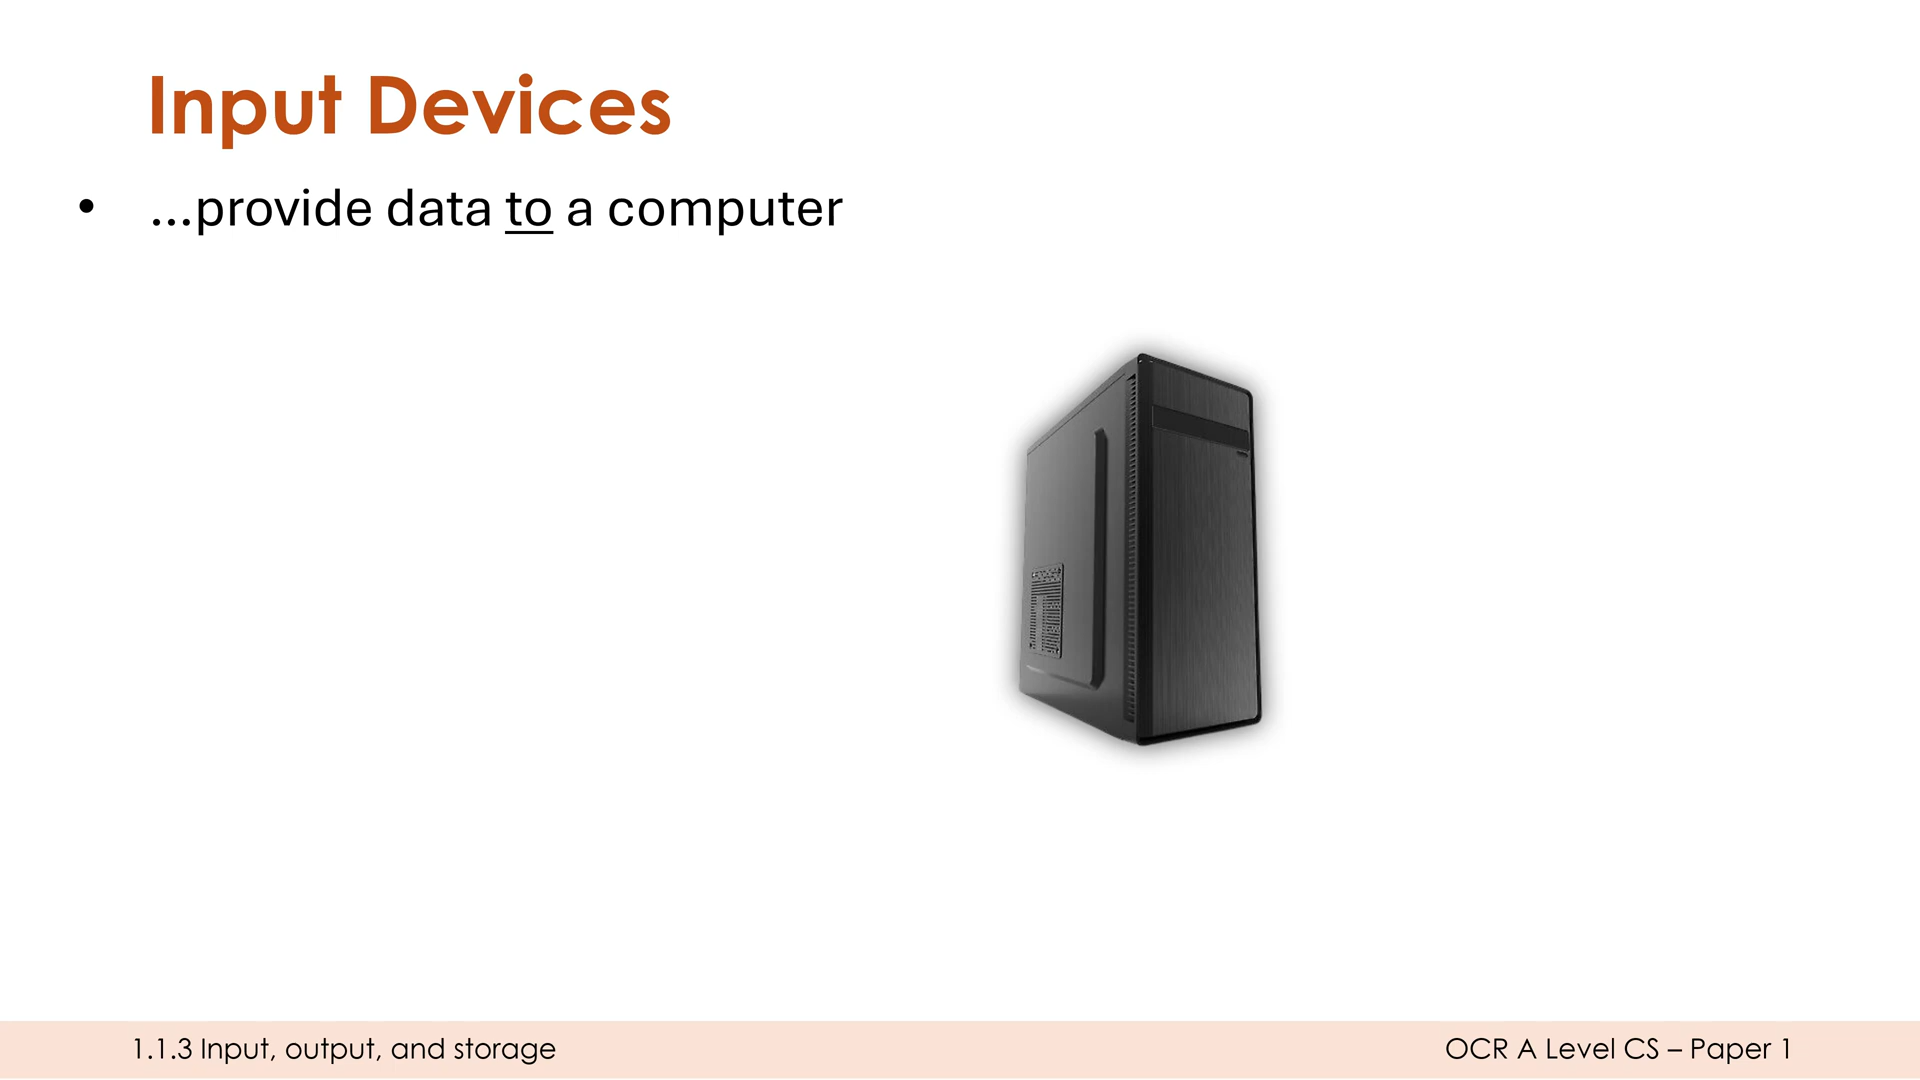 Input Devices
• ...provide data to a computer
1.1.3 Input, output, and storage
OCR A Level CS – Paper 1